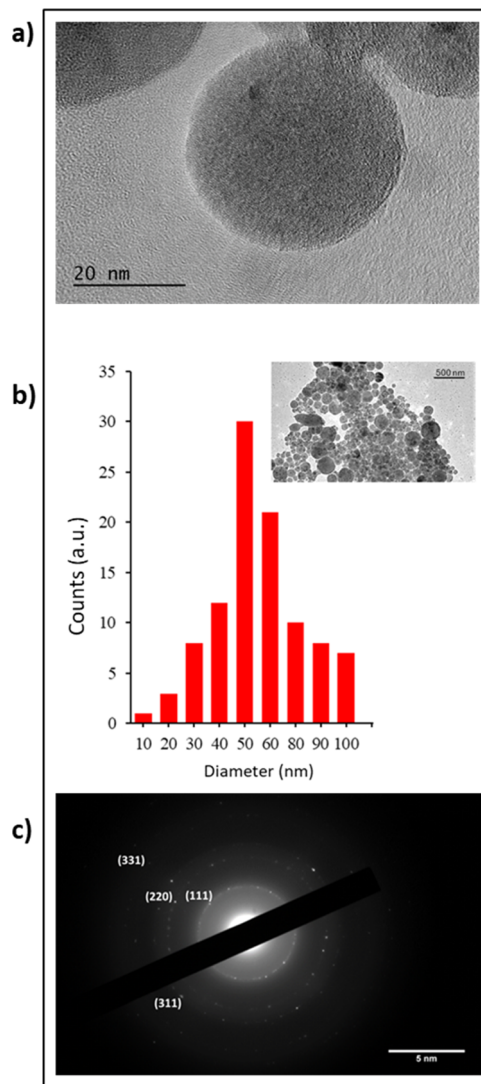 a)
20 nm
b)
500 nm
35
30
25
20
15
10
5
0
Counts (a.u.)
10 20 30 40 50 60 80 90 100
Diameter (nm)
c)
(331)
(220) (111)
(311)
5 nm